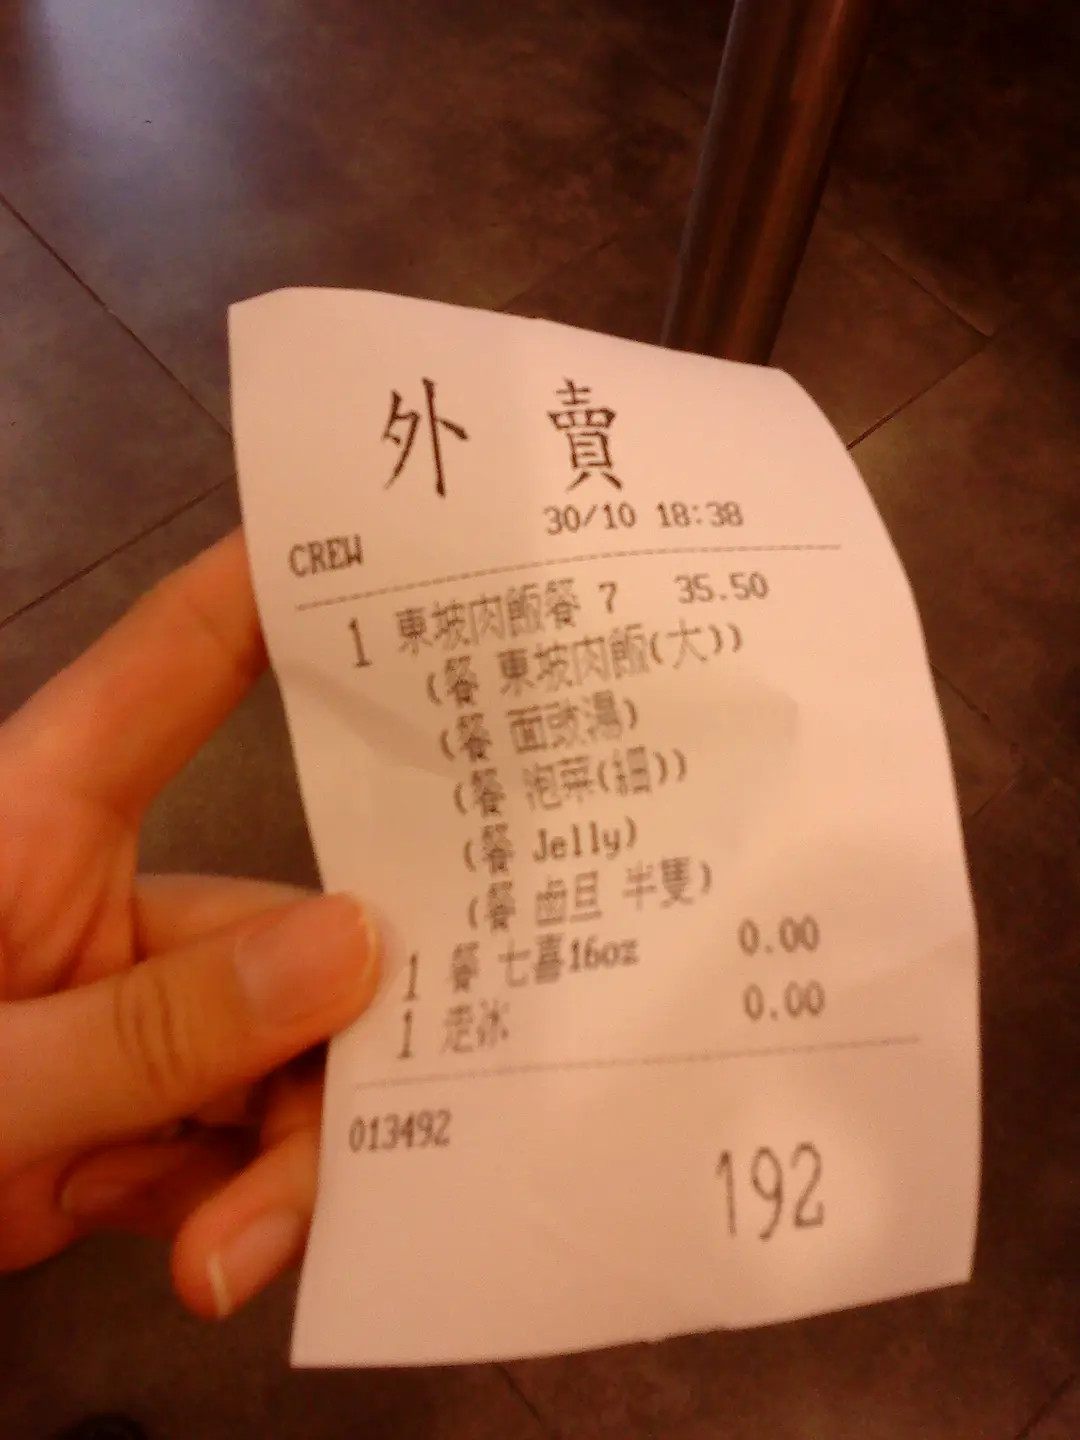 外 賣
30/10 18:38
CREW
1 東坡肉飯餐 7 35.50
(餐 東坡肉飯(大))
(餐 面豉湯)
(餐 泡菜(細))
(餐 Jelly)
(餐 卤旦 半隻)
1 餐 七喜16oz 0.00
1 走冰 0.00
013492
192